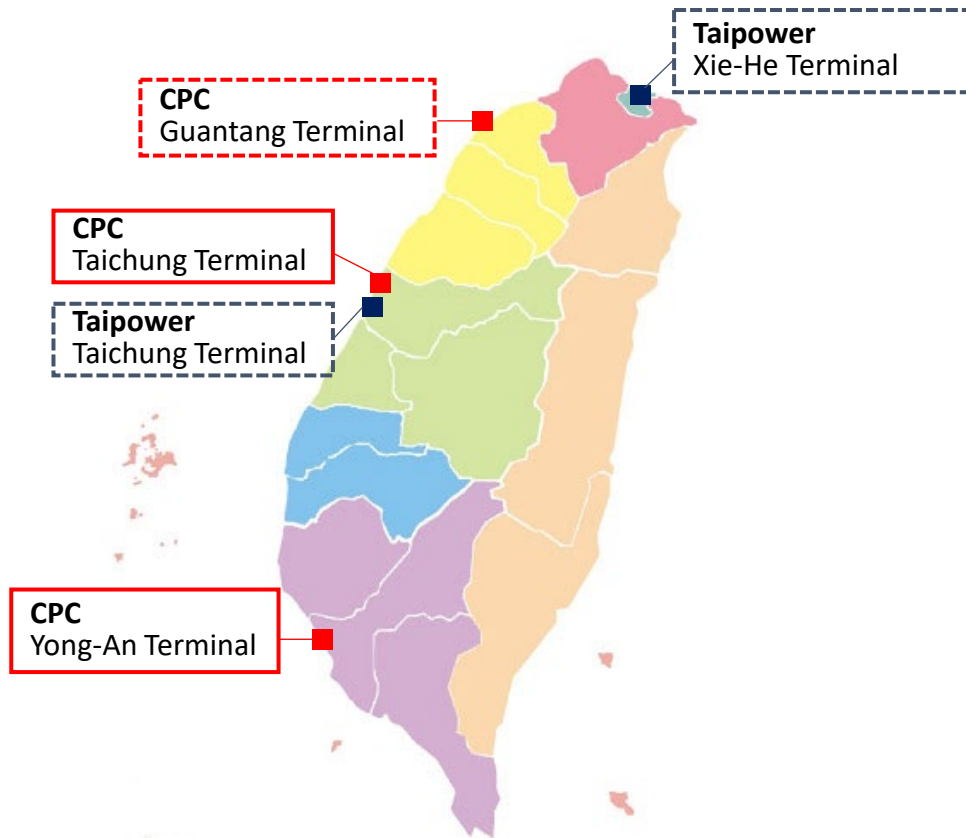 Taipower
Xie-He Terminal
CPC
Guantang Terminal
CPC
Taichung Terminal
Taipower
Taichung Terminal
CPC
Yong-An Terminal